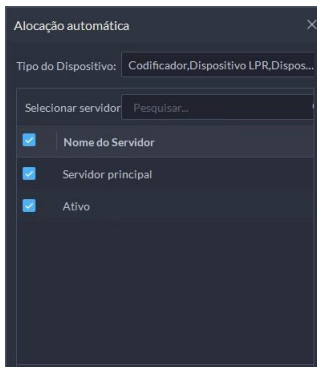 Alocação automática
Tipo do Dispositivo: Codificador,Dispositivo LPR,Dispos...
Selecionar servidor Pesquisar...
Nome do Servidor
Servidor principal
Ativo